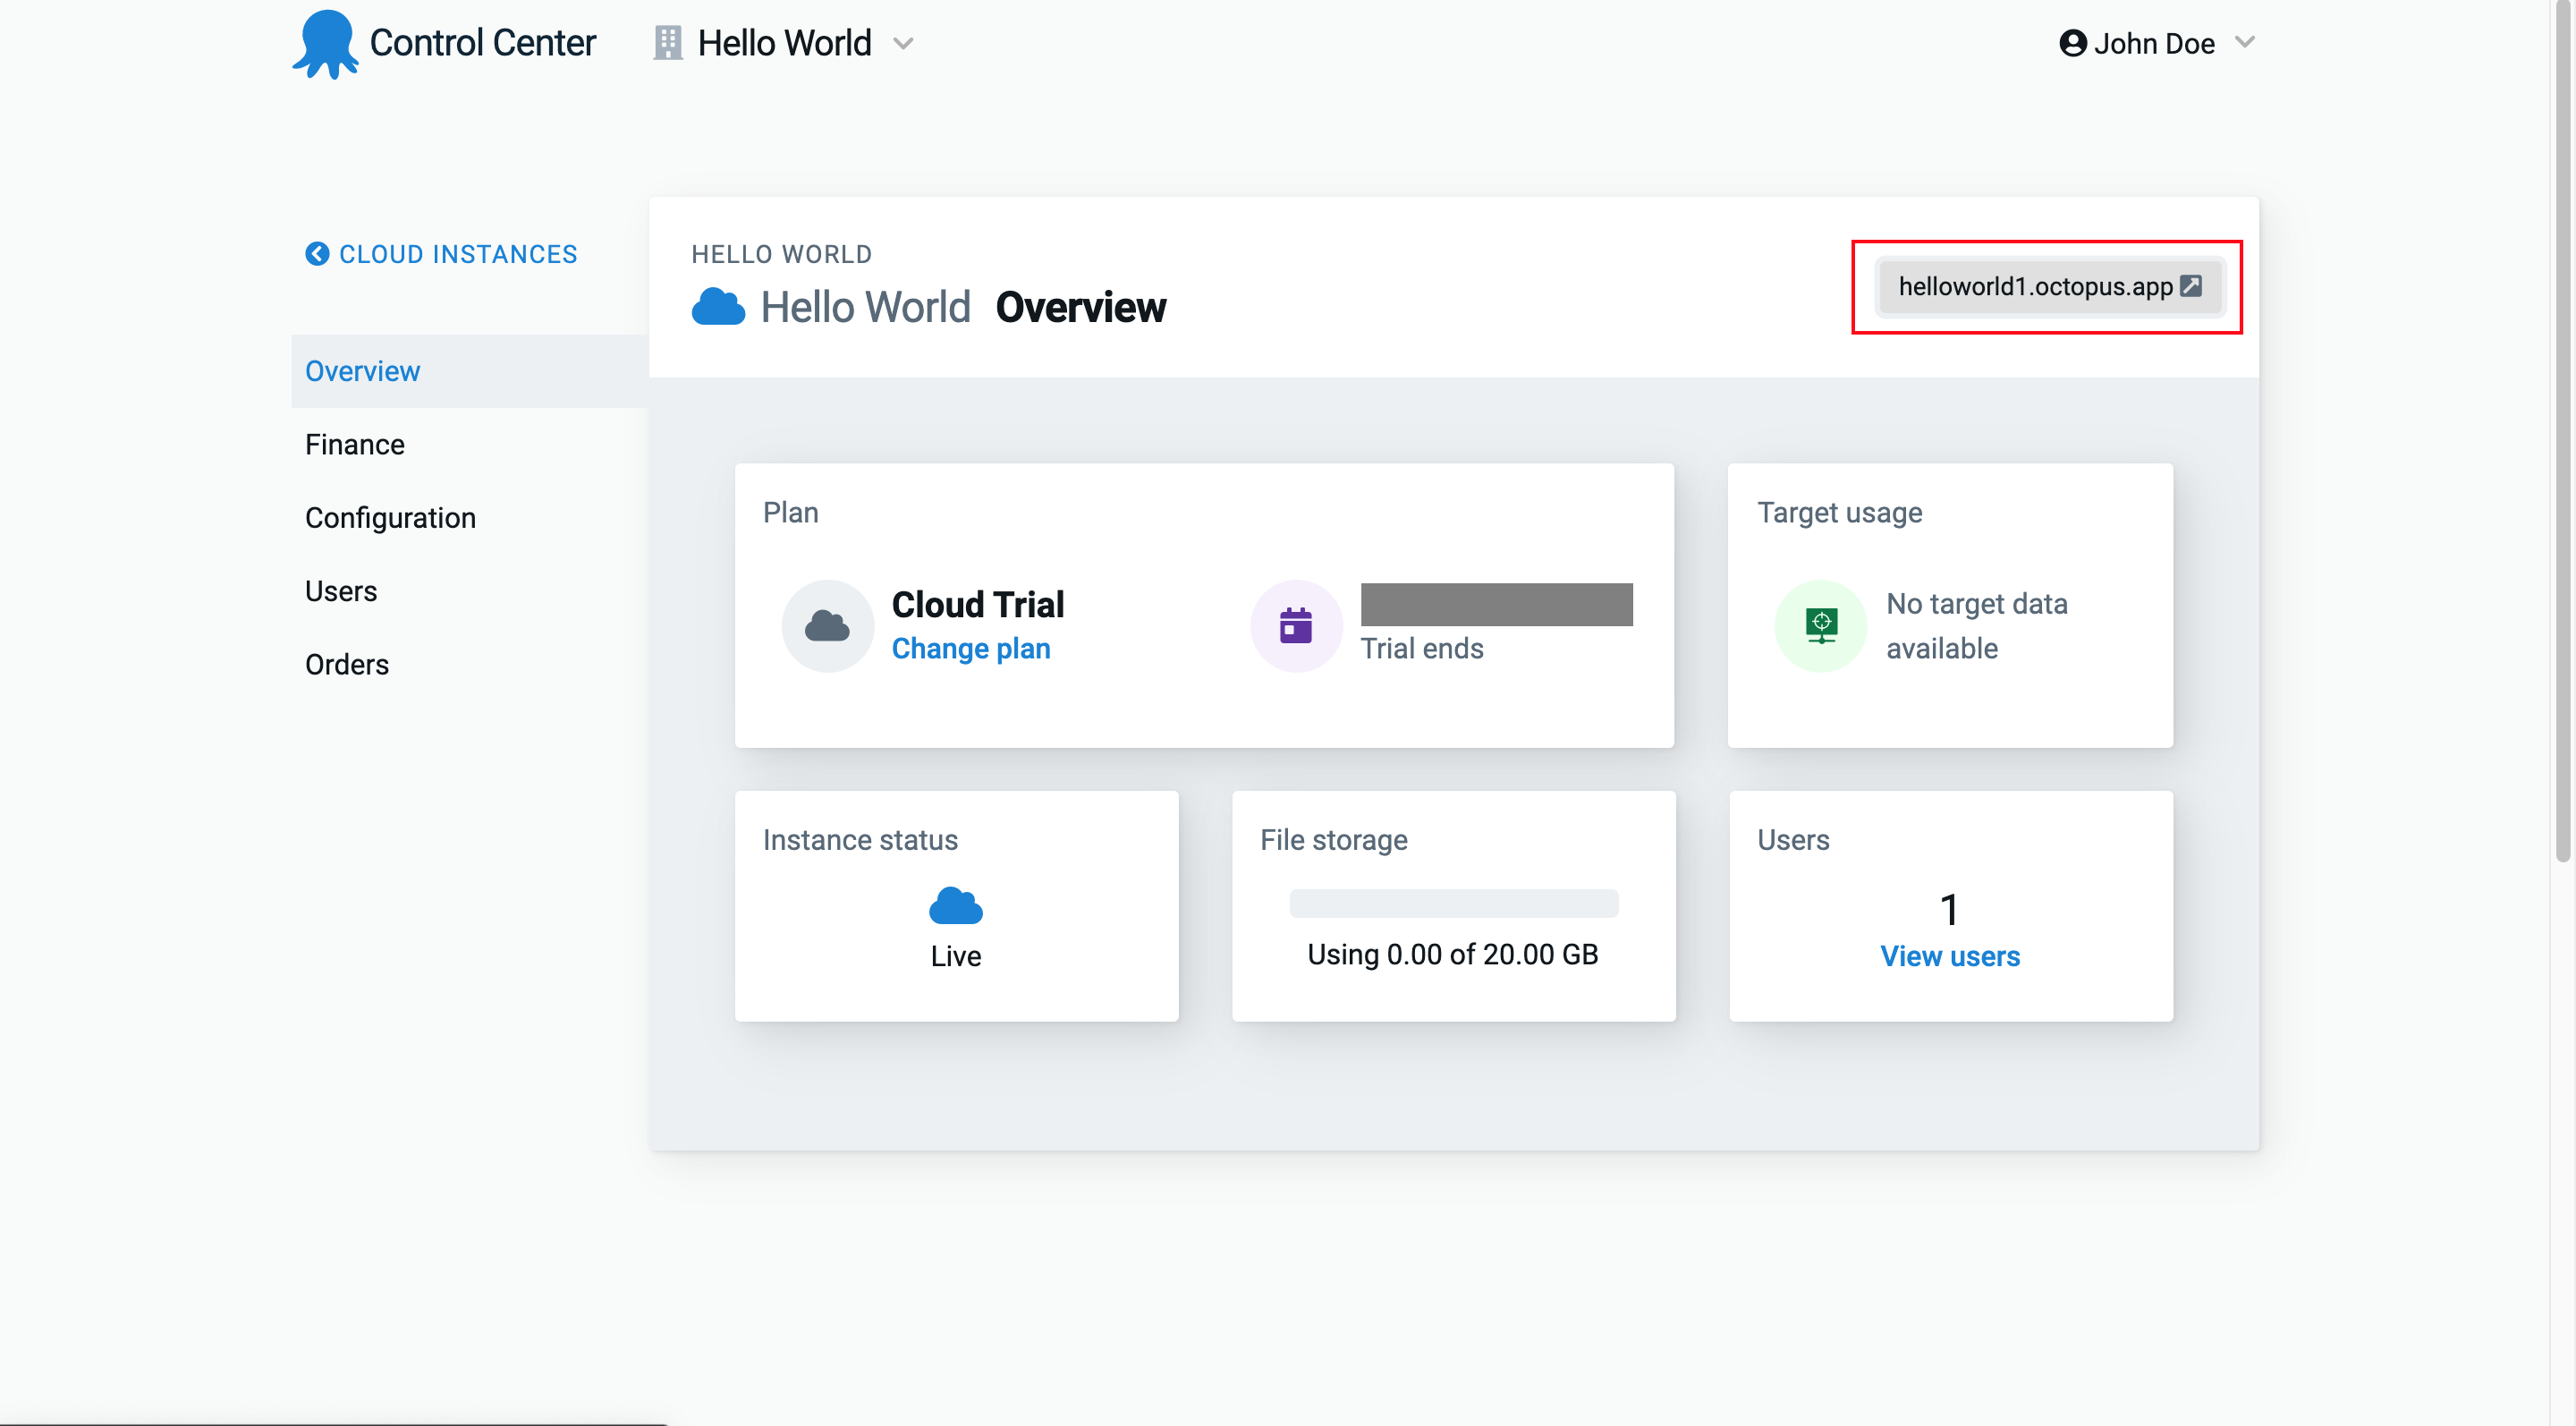 Control Center
Hello World
John Doe
CLOUD INSTANCES
Overview
Finance
Configuration
Users
Orders
HELLO WORLD
Hello World Overview
helloworld1.octopus.app
Plan
Cloud Trial
Change plan
Trial ends
Target usage
No target data
available
Instance status
Live
File storage
Using 0.00 of 20.00 GB
Users
1
View users